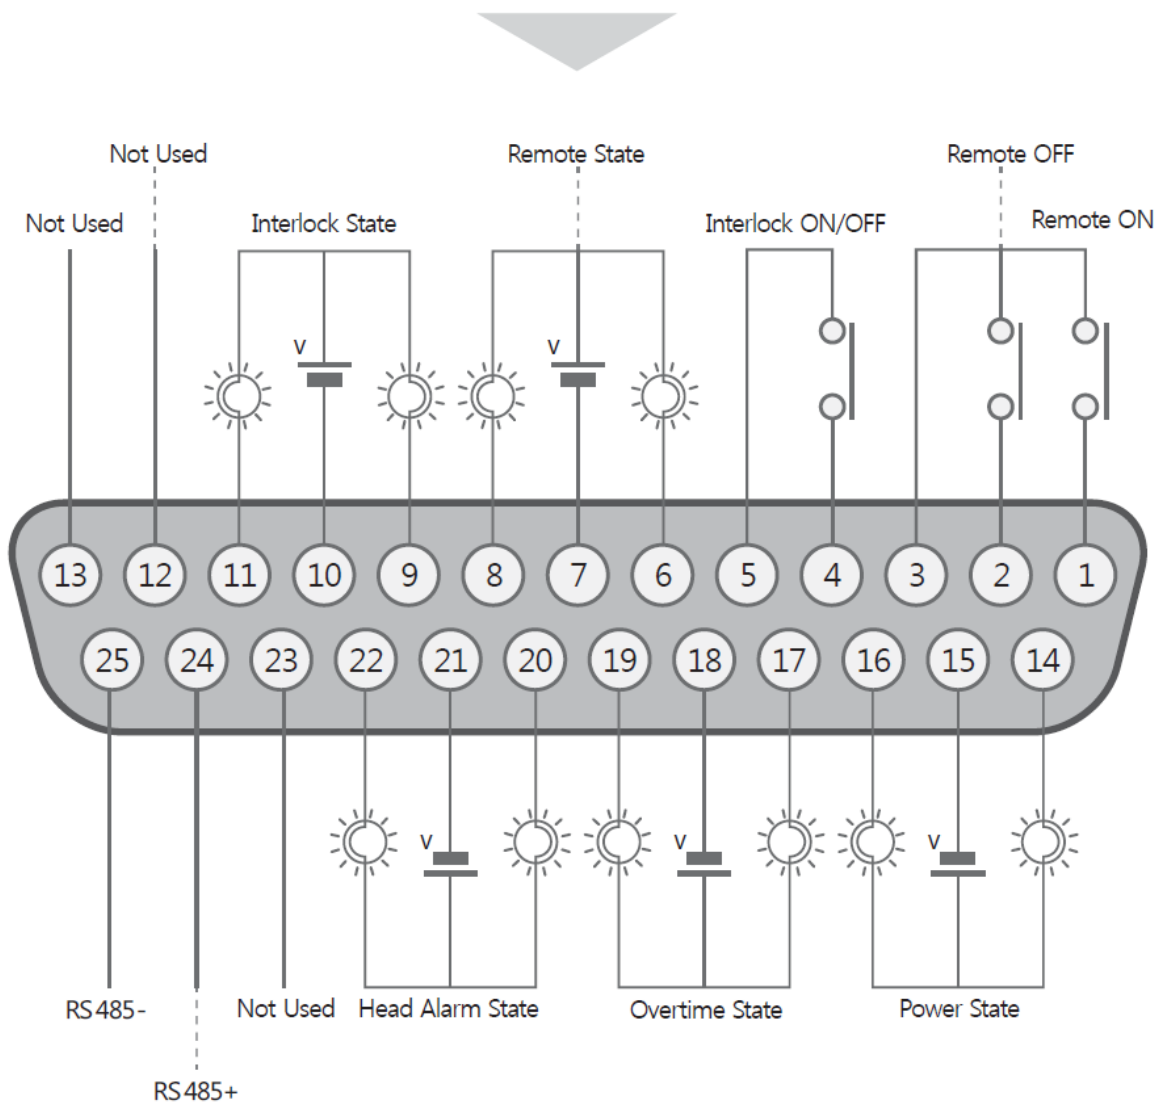 Not Used
Remote State
Remote OFF
Not Used
Interlock State
Interlock ON/OFF
Remote ON
V
V
13
12
11
10
9
8
7
6
5
4
3
2
1
25
24
23
22
21
20
19
18
17
16
15
14
V
V
V
RS485-
Not Used
Head Alarm State
Overtime State
Power State
RS485+